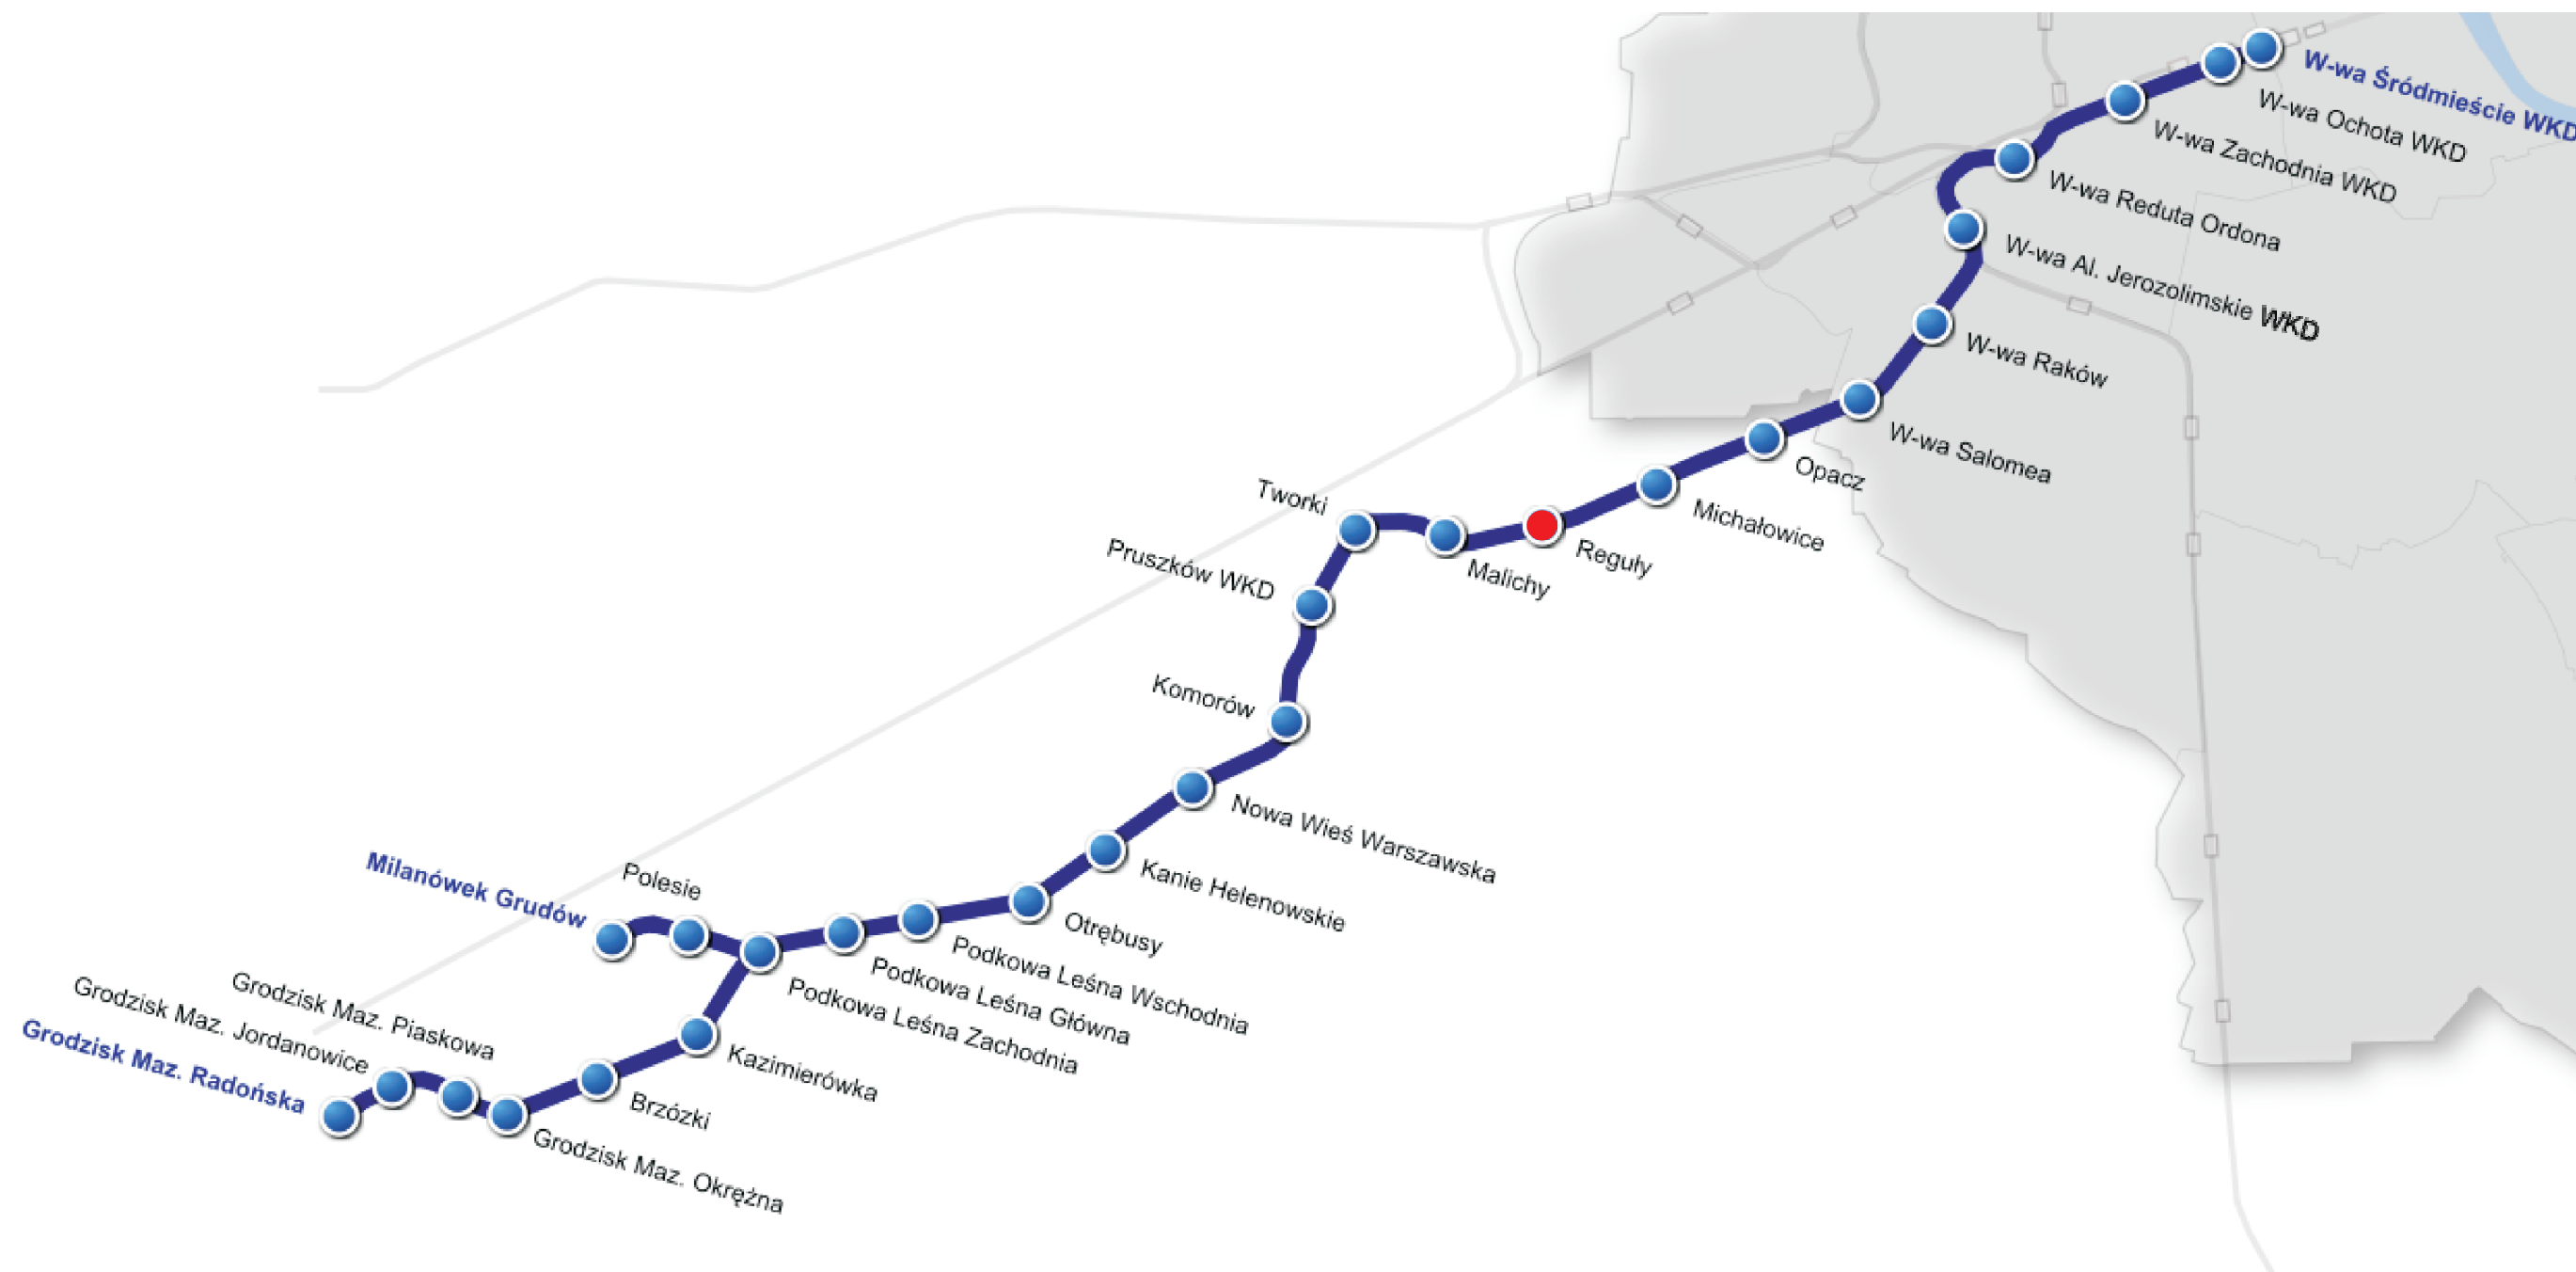 W-wa Śródmieście WKD
W-wa Ochota WKD
W-wa Zachodnia WKD
W-wa Reduta Ordona
W-wa Al. Jerozolimskie WKD
W-wa Raków
W-wa Salomea
Opacz
Michałowice
Reguły
Malichy
Tworki
Pruszków WKD
Komorów
Nowa Wieś Warszawska
Kanie Helenowskie
Otrębusy
Podkowa Leśna Wschodnia
Podkowa Leśna Główna
Podkowa Leśna Zachodnia
Polesie
Milanówek Grudów
Kazimierówka
Brzózki
Grodzisk Maz. Okrężna
Grodzisk Maz. Piaskowa
Grodzisk Maz. Jordanowice
Grodzisk Maz. Radońska